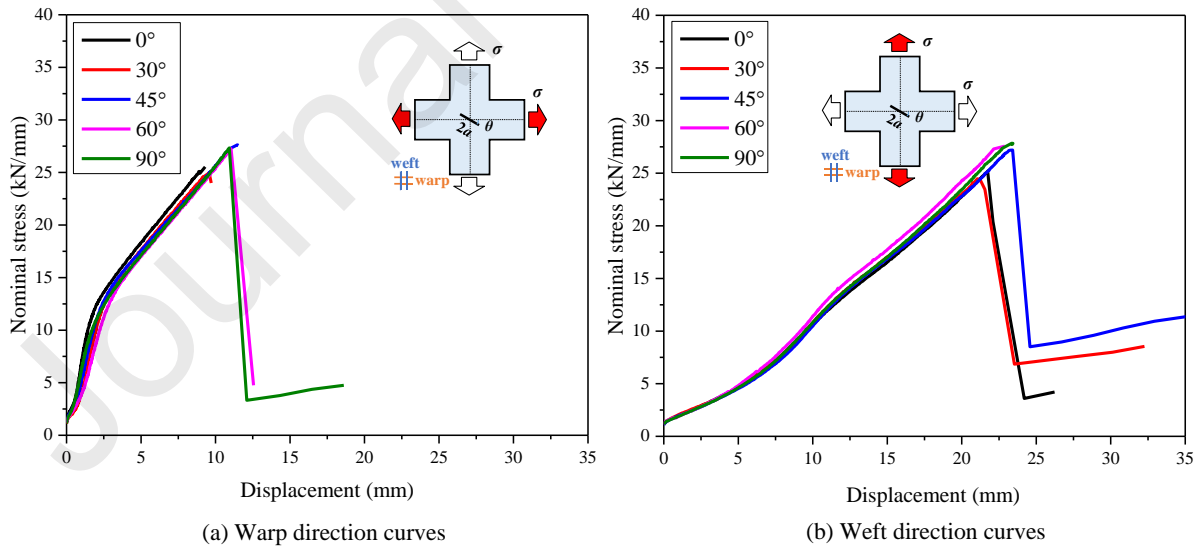 40
35
30
25
20
15
10
5
0
Nominal stress (kN/mm)
0°
30°
45°
60°
90°
σ
σ
2a
θ
weft
warp
0 5 10 15 20 25 30 35
Displacement (mm)
(a) Warp direction curves
40
35
30
25
20
15
10
5
0
Nominal stress (kN/mm)
0°
30°
45°
60°
90°
σ
σ
2a
θ
weft
warp
0 5 10 15 20 25 30 35
Displacement (mm)
(b) Weft direction curves
Journal